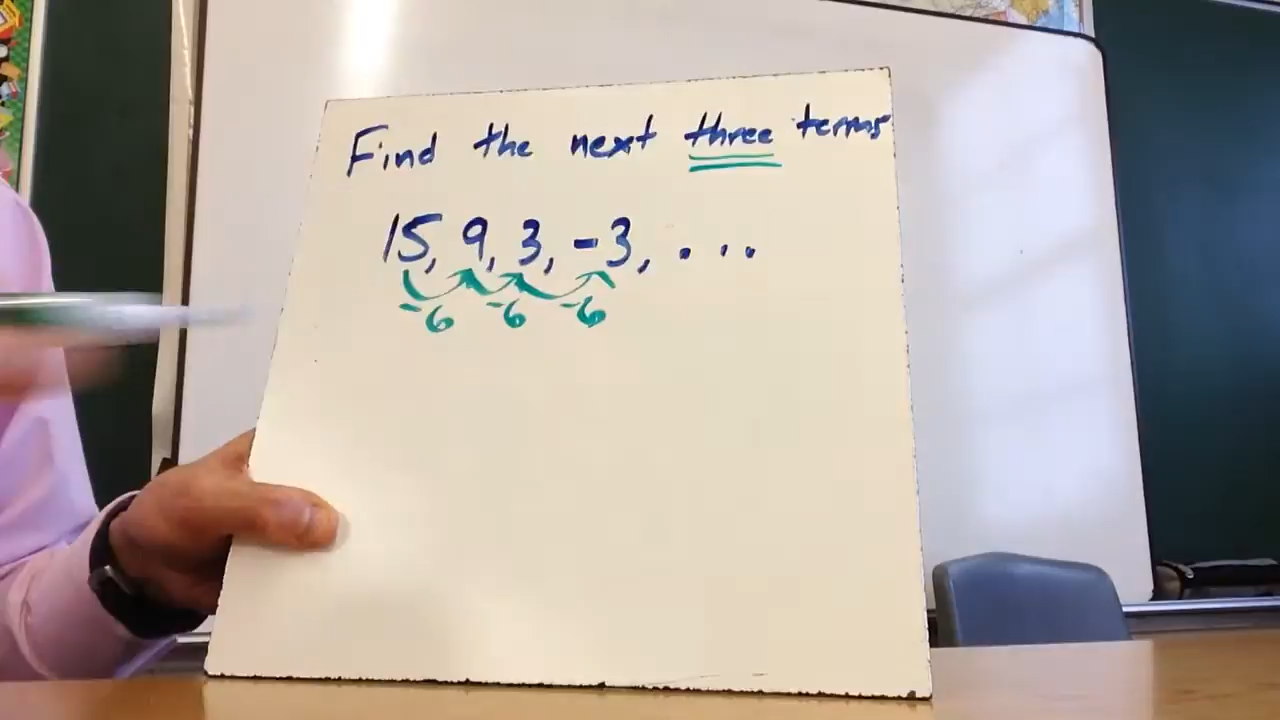 Find the next three terms
15, 9, 3, -3, ...
-6 -6 -6